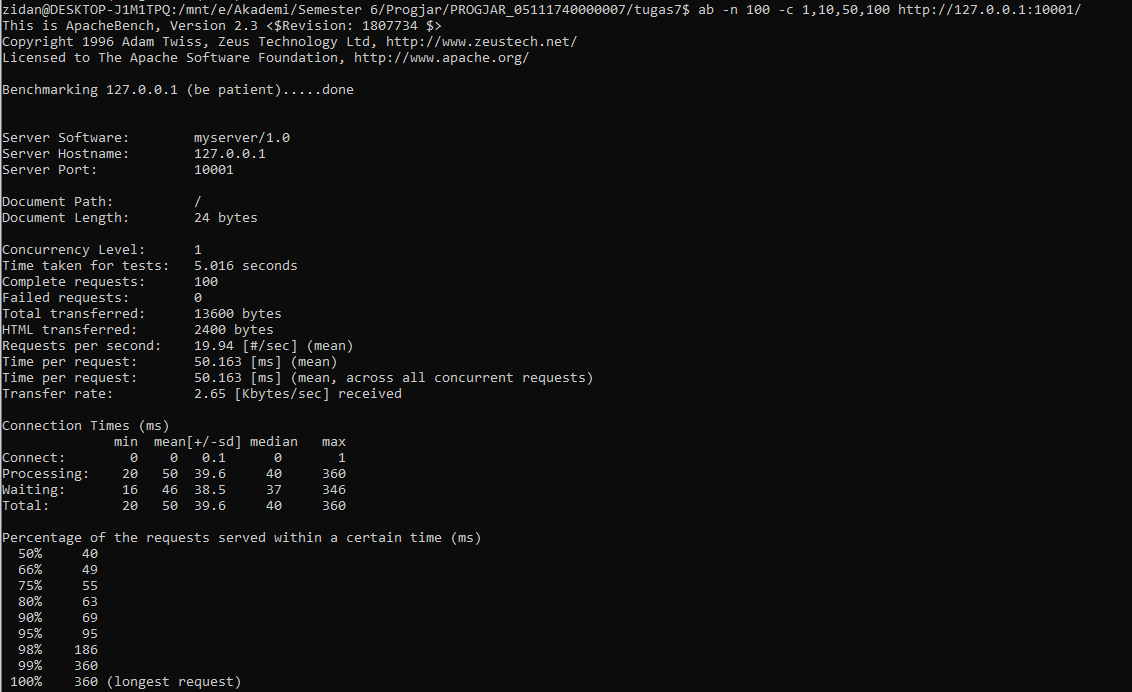 zidan@DESKTOP-J1M1TPQ:/mnt/e/Akademi/Semester 6/Progjar/PROGJAR_05111740000007/tugas7$ ab -n 100 -c 1,10,50,100 http://127.0.0.1:10001/
This is ApacheBench, Version 2.3 <$Revision: 1807734 $>
Copyright 1996 Adam Twiss, Zeus Technology Ltd, http://www.zeustech.net/
Licensed to The Apache Software Foundation, http://www.apache.org/

Benchmarking 127.0.0.1 (be patient).....done


Server Software:        myserver/1.0
Server Hostname:        127.0.0.1
Server Port:            10001

Document Path:          /
Document Length:        24 bytes

Concurrency Level:      1
Time taken for tests:   5.016 seconds
Complete requests:      100
Failed requests:        0
Total transferred:      13600 bytes
HTML transferred:       2400 bytes
Requests per second:    19.94 [#/sec] (mean)
Time per request:       50.163 [ms] (mean)
Time per request:       50.163 [ms] (mean, across all concurrent requests)
Transfer rate:          2.65 [Kbytes/sec] received

Connection Times (ms)
              min  mean[+/-sd] median   max
Connect:        0    0   0.1      0       1
Processing:    20   50  39.6     40     360
Waiting:       16   46  38.5     37     346
Total:         20   50  39.6     40     360

Percentage of the requests served within a certain time (ms)
  50%     40
  66%     49
  75%     55
  80%     63
  90%     69
  95%     95
  98%    186
  99%    360
 100%    360 (longest request)